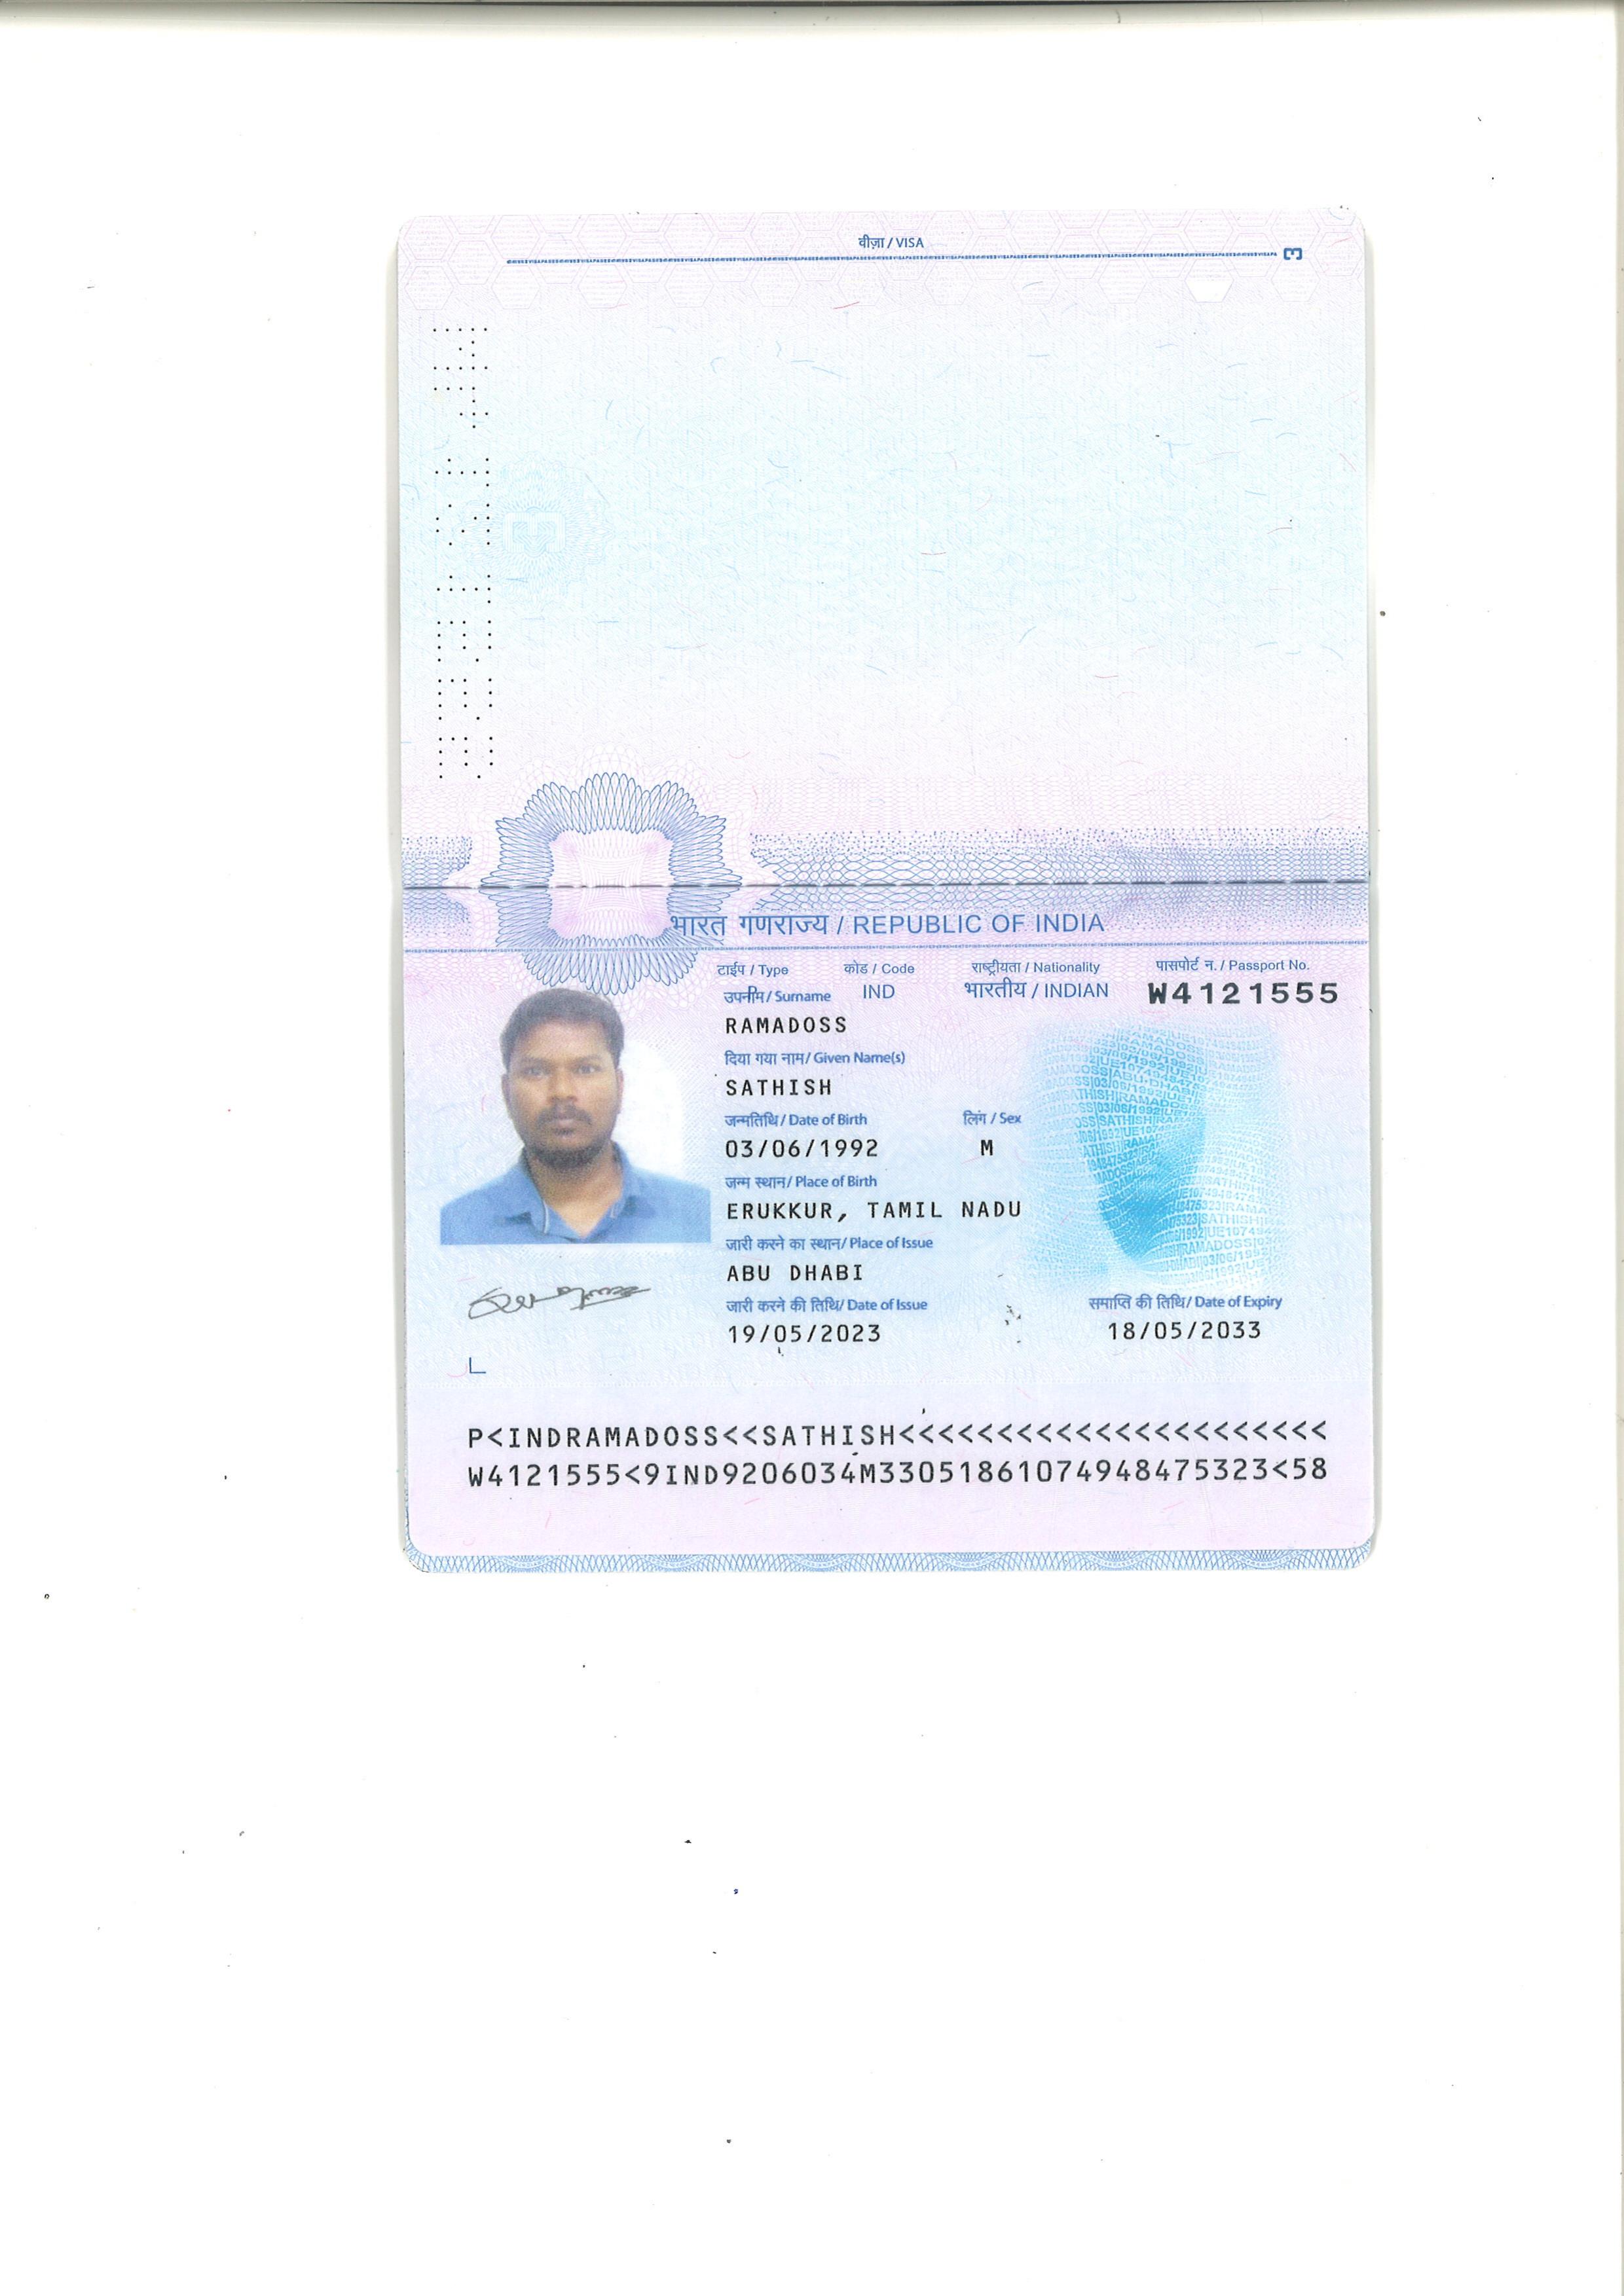 वीज़ा / VISA
3
भारत गणराज्य / REPUBLIC OF INDIA
टाईप / Type कोड / Code राष्ट्रीयता / Nationality पासपोर्ट न. / Passport No.
P IND भारतीय / INDIAN W4121555
उपनाम / Surname
RAMADOSS
दिया गया नाम/ Given Name(s)
SATHISH
जन्मतिथि / Date of Birth लिंग / Sex
03/06/1992 M
जन्म स्थान/ Place of Birth
ERUKKUR, TAMIL NADU
जारी करने का स्थान/ Place of Issue
ABU DHABI
जारी करने की तिथि/ Date of Issue समाप्ति की तिथि/ Date of Expiry
19/05/2023 18/05/2033
P<INDRAMADOSS<<SATHISH<<<<<<<<<<<<<<<<<<<<<<
W4121555<9IND9206034M3305186107494847532­3<58